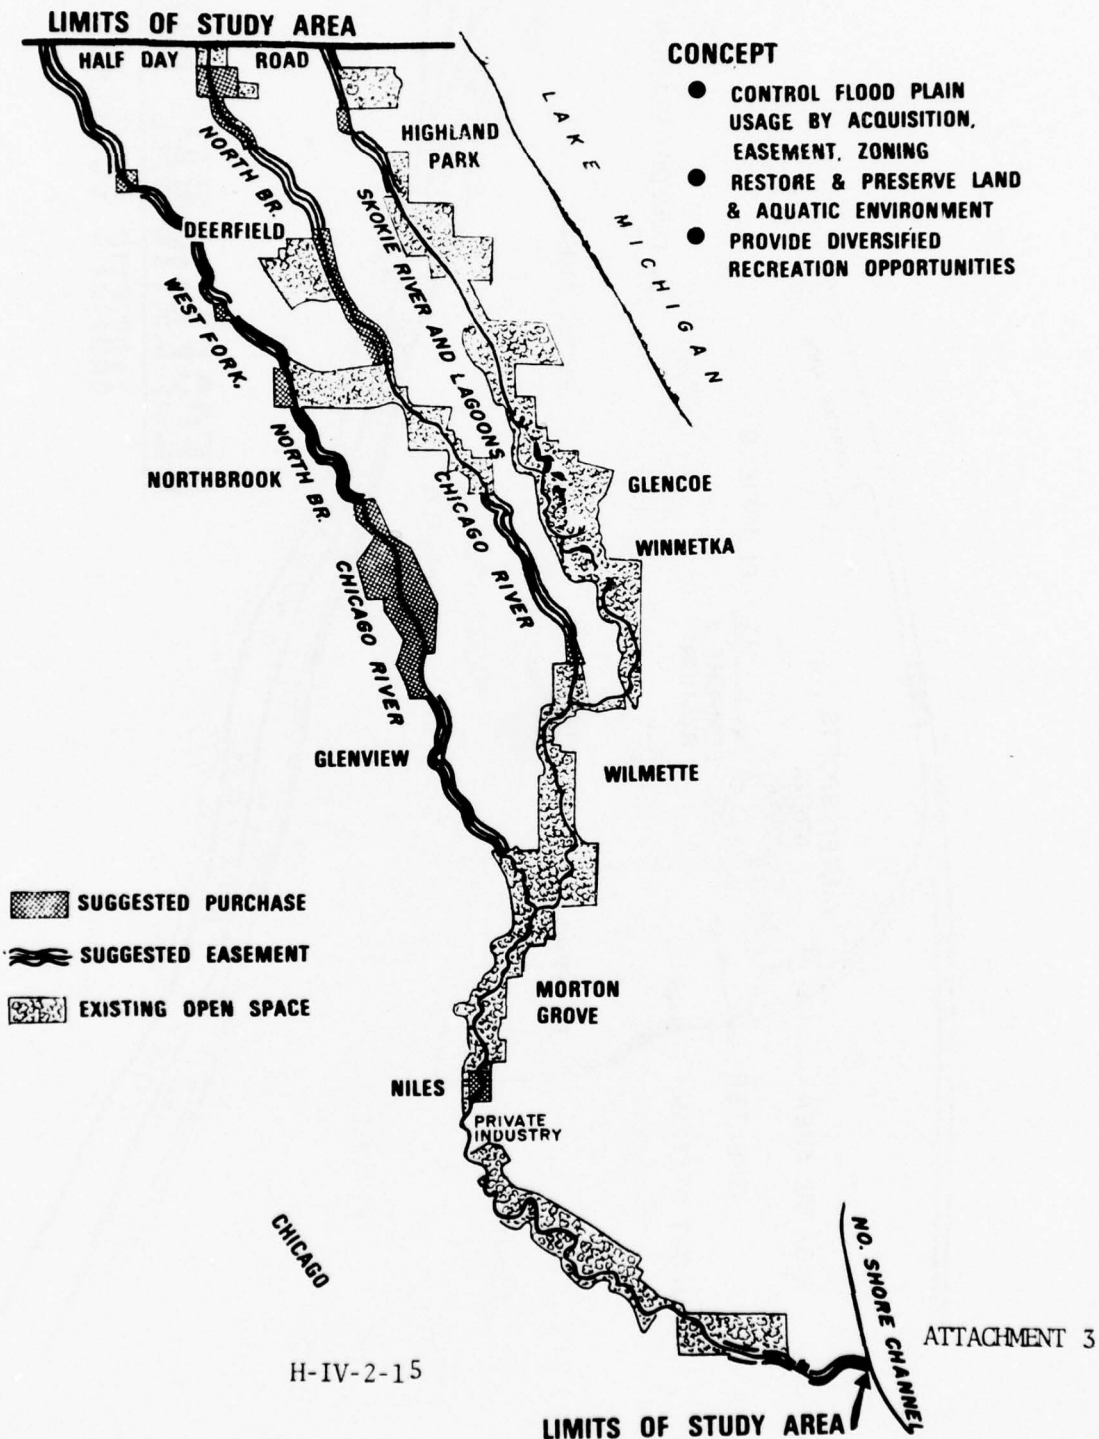 LIMITS OF STUDY AREA
HALF DAY ROAD
CONCEPT
● CONTROL FLOOD PLAIN
USAGE BY ACQUISITION,
EASEMENT, ZONING
● RESTORE & PRESERVE LAND
& AQUATIC ENVIRONMENT
● PROVIDE DIVERSIFIED
RECREATION OPPORTUNITIES
LAKE MICHIGAN
HIGHLAND
PARK
NORTH BR.
DEERFIELD
SKOKIE RIVER AND LAGOONS
WEST FORK.
NORTHBROOK
NORTH BR.
CHICAGO RIVER
GLENCOE
WINNETKA
CHICAGO RIVER
GLENVIEW
WILMETTE
SUGGESTED PURCHASE
SUGGESTED EASEMENT
EXISTING OPEN SPACE
MORTON
GROVE
NILES
PRIVATE
INDUSTRY
CHICAGO
NO. SHORE CHANNEL
ATTACHMENT 3
H-IV-2-15
LIMITS OF STUDY AREA